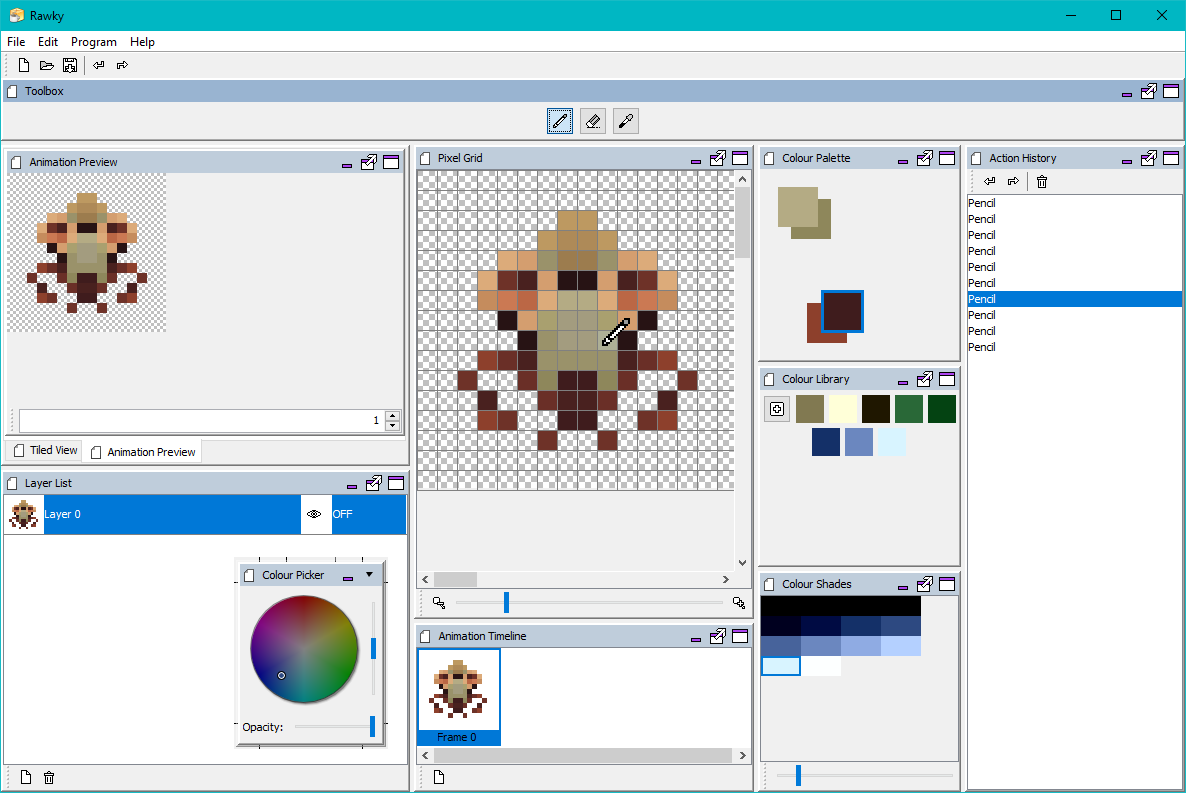 Rawky
File Edit Program Help
Toolbox
Animation Preview
1
Tiled View Animation Preview
Layer List
Layer 0 OFF
Colour Picker
Opacity:
Pixel Grid
Animation Timeline
Frame 0
Colour Palette
Colour Library
Colour Shades
Action History
Pencil
Pencil
Pencil
Pencil
Pencil
Pencil
Pencil
Pencil
Pencil
Pencil